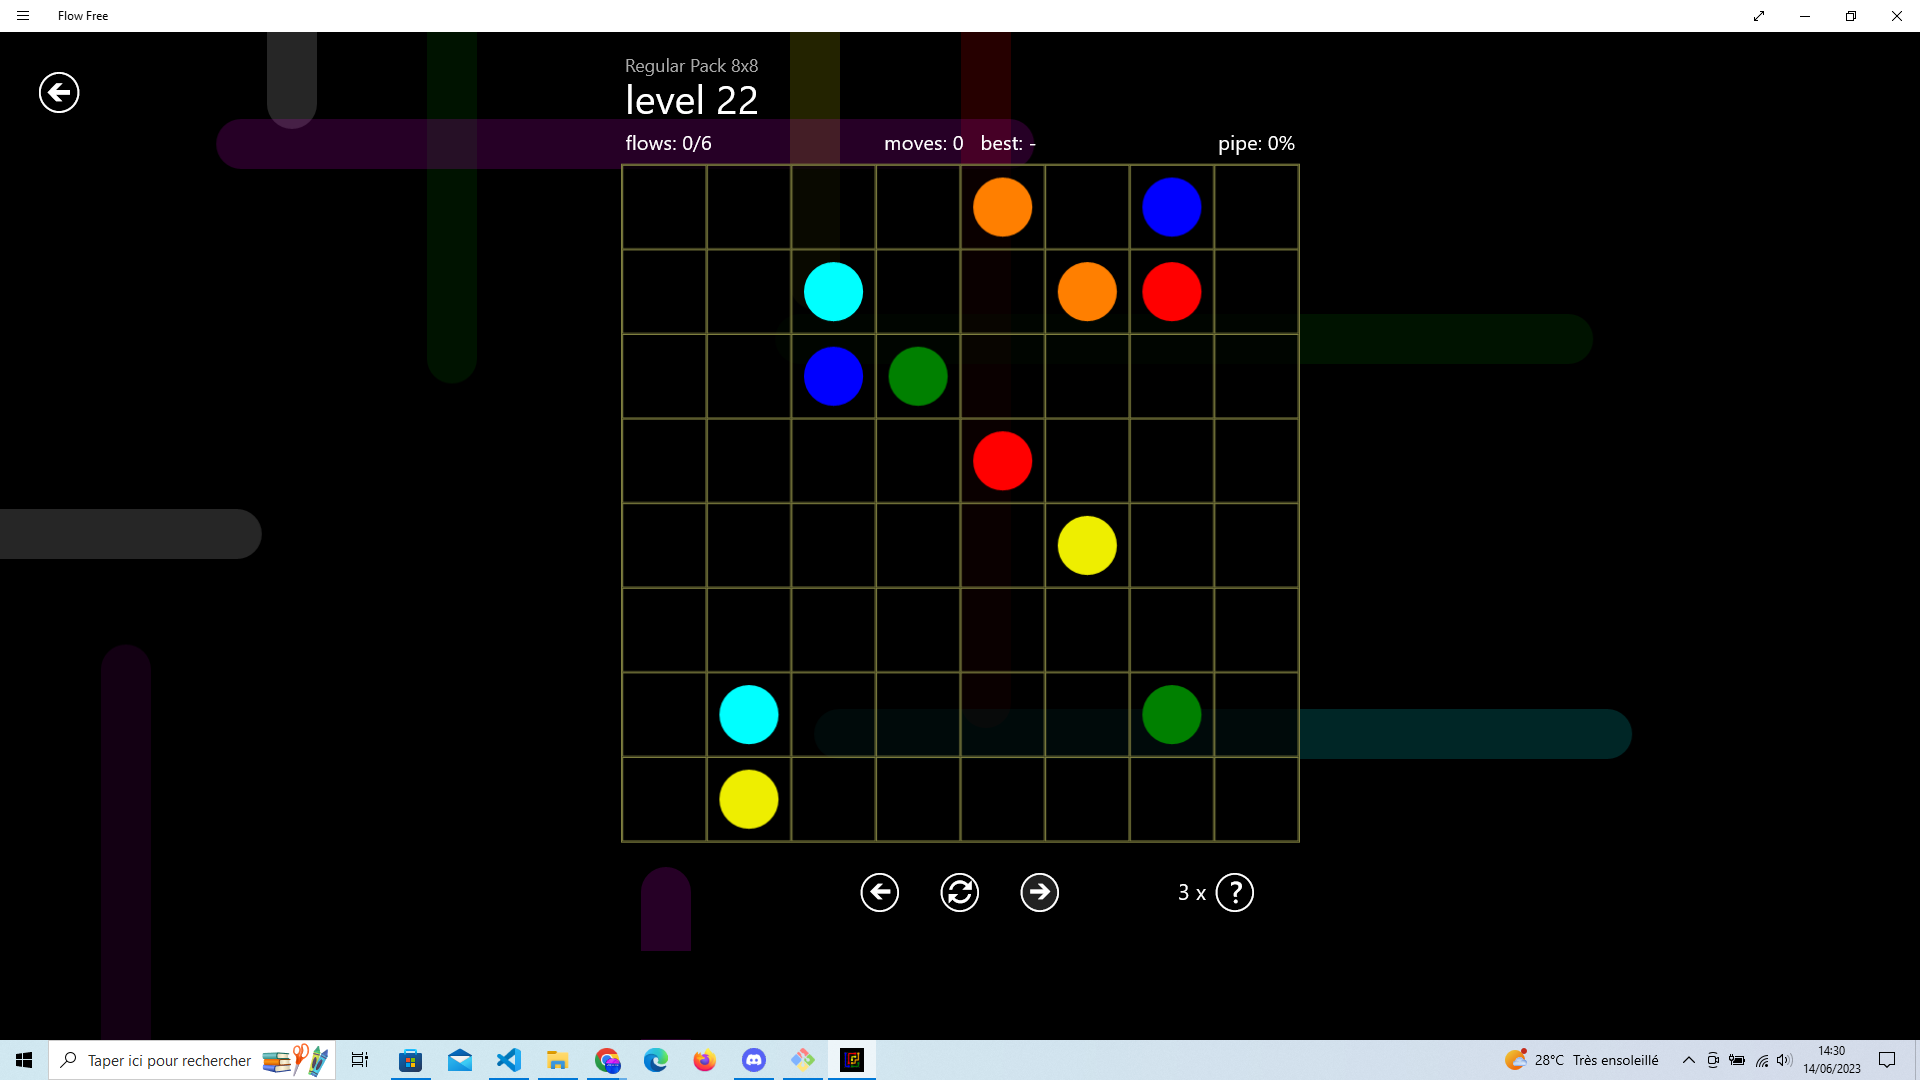 Flow Free
Regular Pack 8x8
level 22
flows: 0/6 moves: 0 best: - pipe: 0%
3 x ?
Taper ici pour rechercher
28°C Très ensoleillé
14:30
14/06/2023